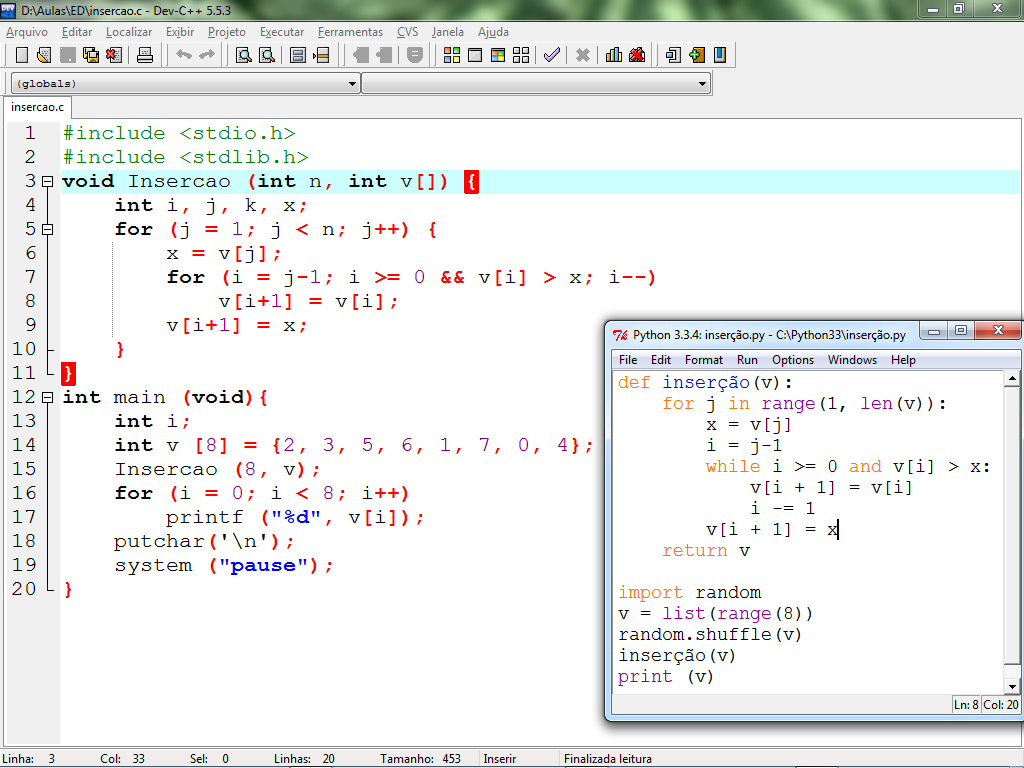 D:\Aulas\ED\insercao.c - Dev-C++ 5.5.3
Arquivo Editar Localizar Exibir Projeto Executar Ferramentas CVS Janela Ajuda
(globals)
insercao.c
1 #include <stdio.h>
2 #include <stdlib.h>
3 void Insercao (int n, int v[]) {
4 int i, j, k, x;
5 for (j = 1; j < n; j++) {
6 x = v[j];
7 for (i = j-1; i >= 0 && v[i] > x; i--)
8 v[i+1] = v[i];
9 v[i+1] = x;
10 }
11 }
12 int main (void){
13 int i;
14 int v [8] = {2, 3, 5, 6, 1, 7, 0, 4};
15 Insercao (8, v);
16 for (i = 0; i < 8; i++)
17 printf ("%d", v[i]);
18 putchar('\n');
19 system ("pause");
20 }
Python 3.3.4: inserção.py - C:\Python33\inserção.py
File Edit Format Run Options Windows Help
def inserção(v):
for j in range(1, len(v)):
x = v[j]
i = j-1
while i >= 0 and v[i] > x:
v[i + 1] = v[i]
i -= 1
v[i + 1] = x
return v
import random
v = list(range(8))
random.shuffle(v)
inserção(v)
print (v)
Ln: 8 Col: 20
Linha: 3 Col: 33 Sel: 0 Linhas: 20 Tamanho: 453 Inserir Finalizada leitura